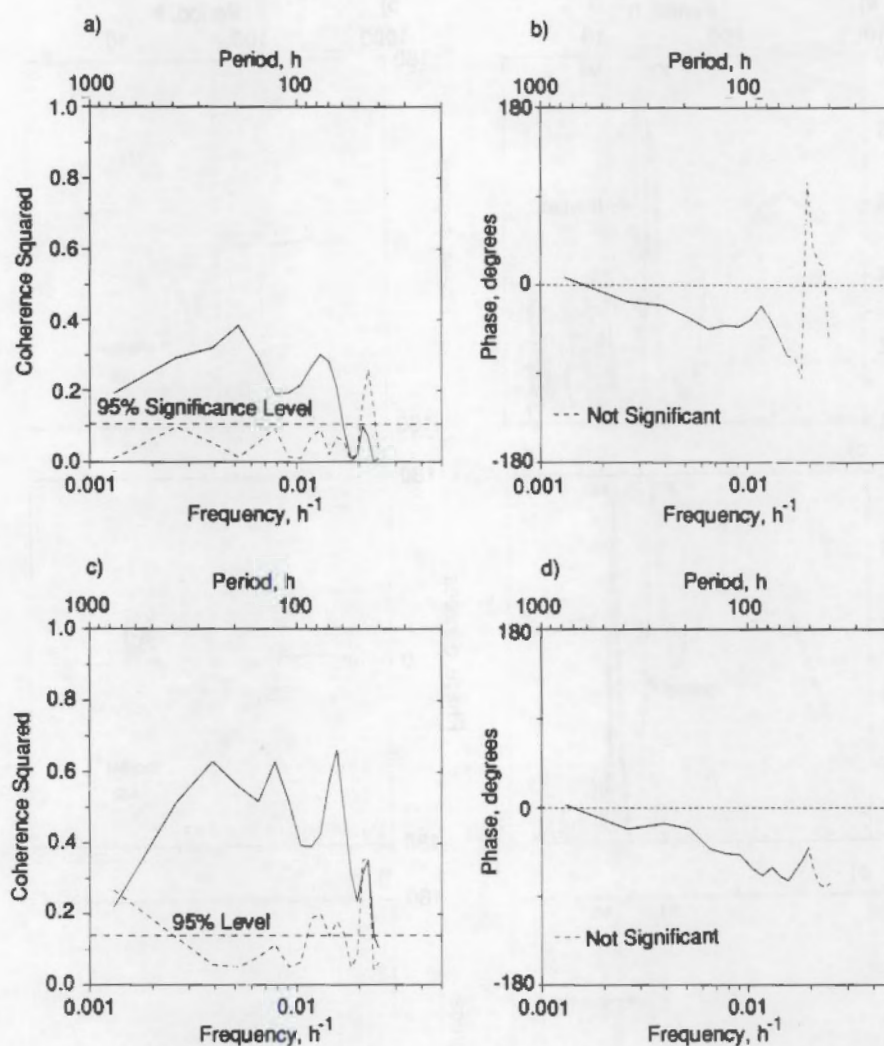 a)
Period, h
1000 100
1.0
0.8
0.6
0.4
0.2
0.0
Coherence Squared
95% Significance Level
0.001 0.01
Frequency, h-1
b)
Period, h
1000 100
180
0
-180
Phase, degrees
Not Significant
0.001 0.01
Frequency, h-1
c)
Period, h
1000 100
1.0
0.8
0.6
0.4
0.2
0.0
Coherence Squared
95% Level
0.001 0.01
Frequency, h-1
d)
Period, h
1000 100
180
0
-180
Phase, degrees
Not Significant
0.001 0.01
Frequency, h-1